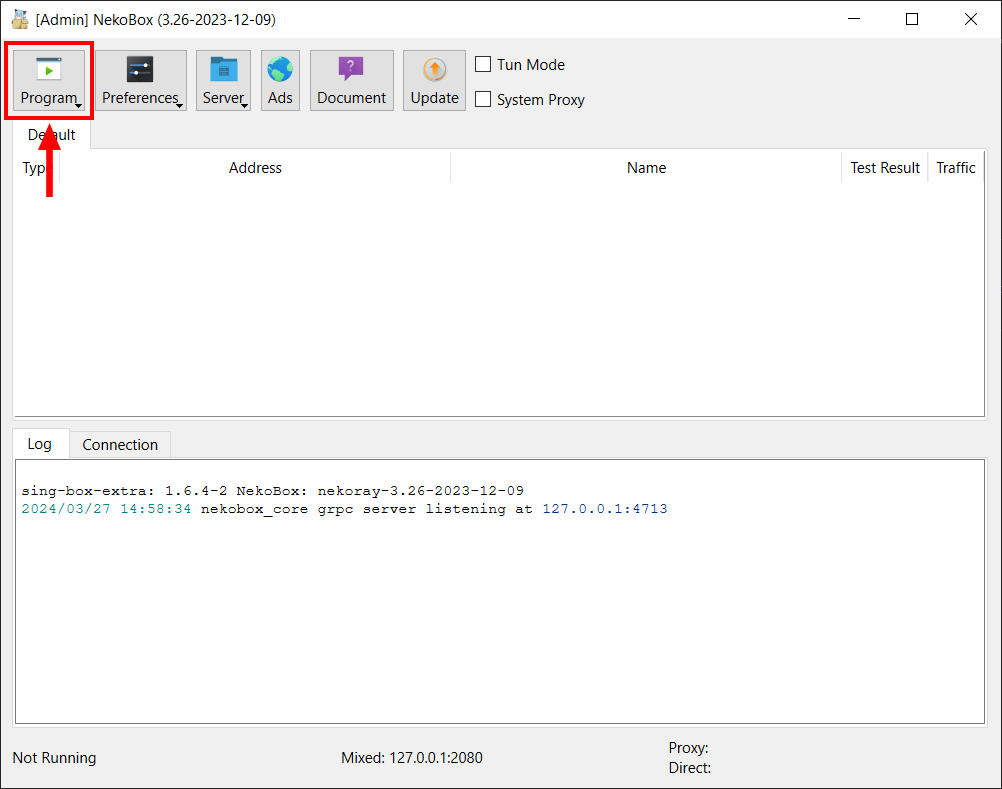 [Admin] NekoBox (3.26-2023-12-09)
Program Preferences Server Ads Document Update
Tun Mode
System Proxy
Default
Type Address Name Test Result Traffic
Log Connection
sing-box-extra: 1.6.4-2 NekoBox: nekoray-3.26-2023-12-09
2024/03/27 14:58:34 nekobox_core grpc server listening at 127.0.0.1:4713
Not Running
Mixed: 127.0.0.1:2080
Proxy:
Direct: